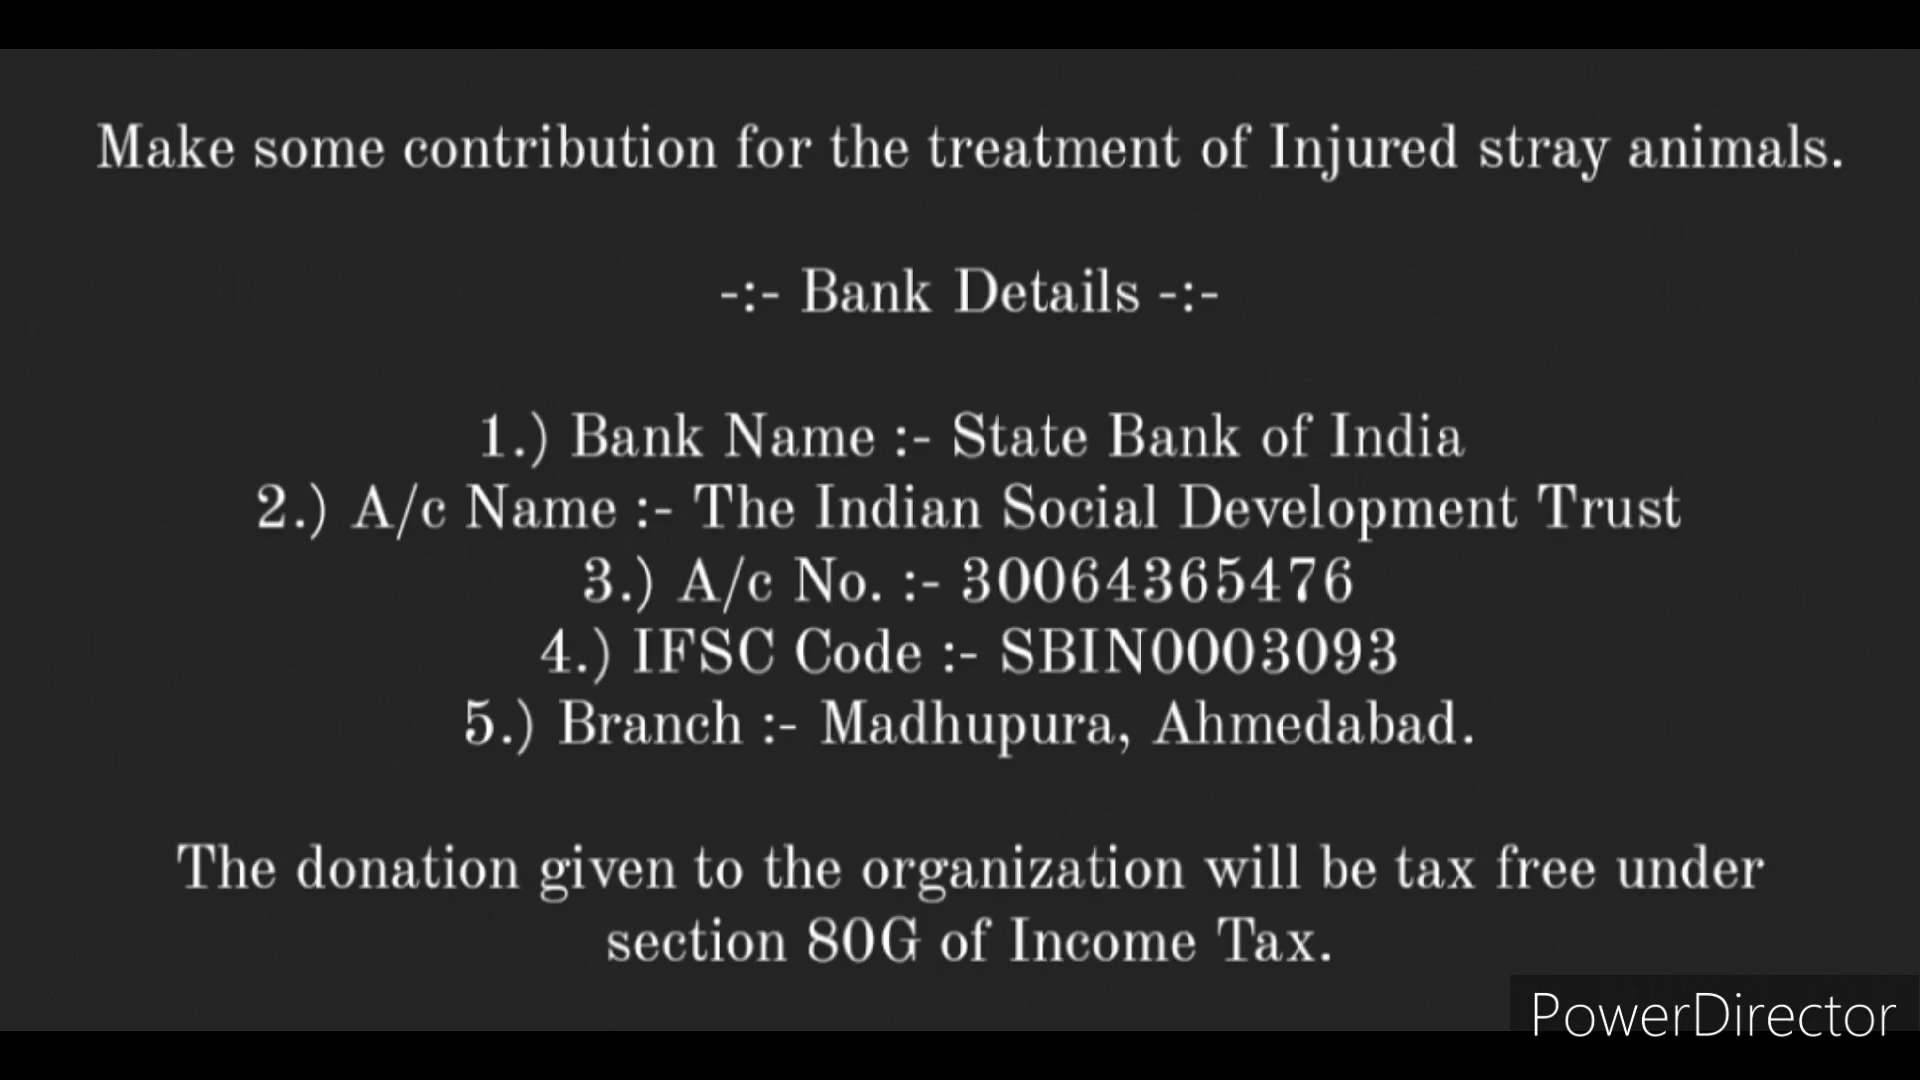 Make some contribution for the treatment of Injured stray animals.
-:- Bank Details -:-
1.) Bank Name :- State Bank of India
2.) A/c Name :- The Indian Social Development Trust
3.) A/c No. :- 30064365476
4.) IFSC Code :- SBIN0003093
5.) Branch :- Madhupura, Ahmedabad.
The donation given to the organization will be tax free under
section 80G of Income Tax.
PowerDirector